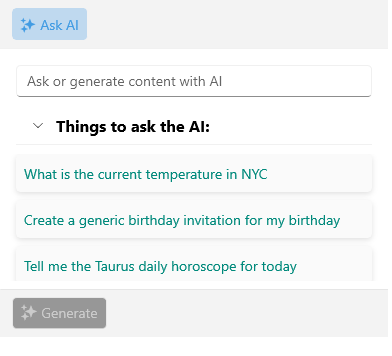 Ask AI
Ask or generate content with AI
Things to ask the AI:
What is the current temperature in NYC
Create a generic birthday invitation for my birthday
Tell me the Taurus daily horoscope for today
Generate